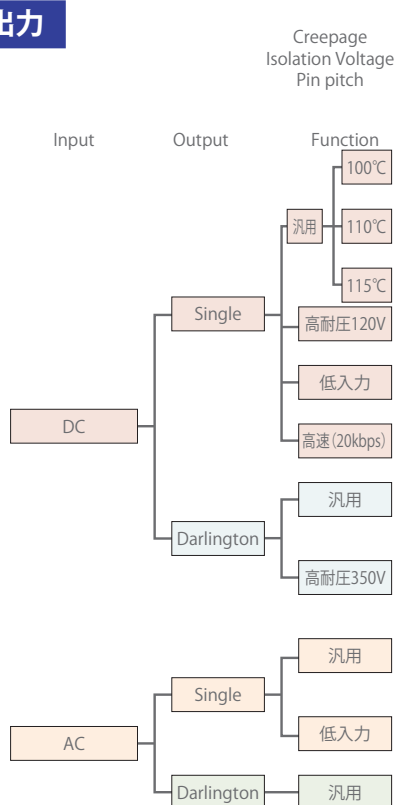 出力
Creepage
Isolation Voltage
Pin pitch
Input Output Function
100℃
汎用 110℃
115℃
Single 高耐圧120V
低入力
DC 高速(20kbps)
汎用
Darlington
高耐圧350V
汎用
Single
低入力
AC
Darlington 汎用